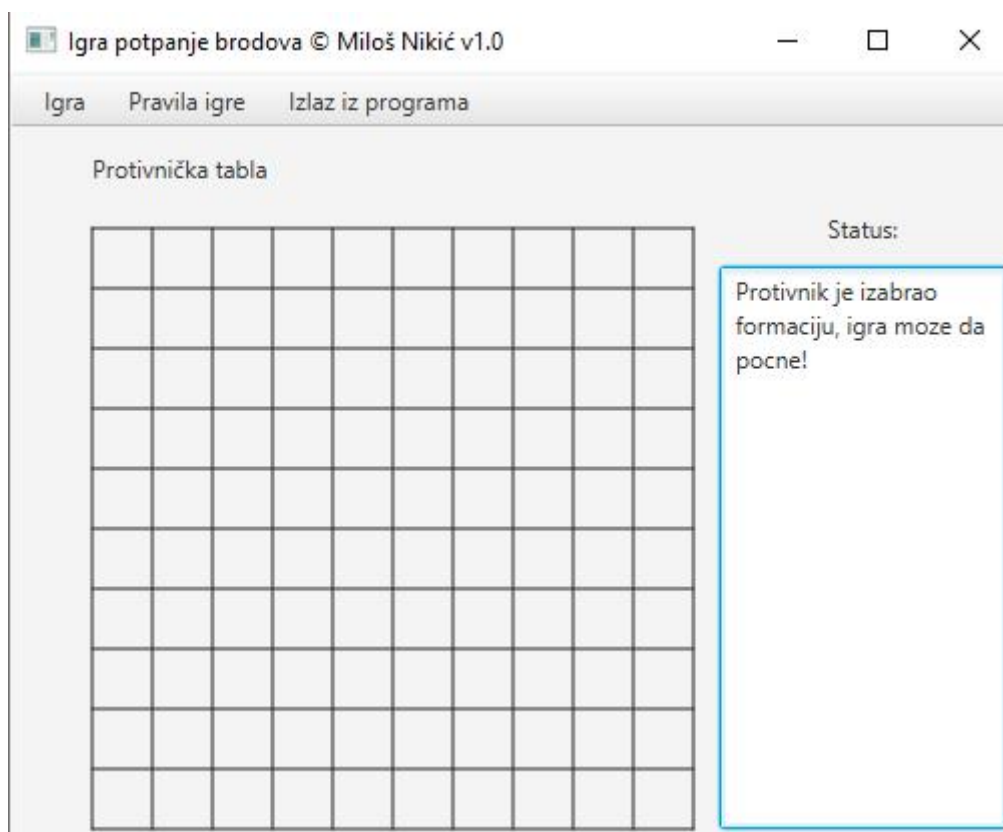 Igra potpanje brodova © Miloš Nikić v1.0
Igra Pravila igre Izlaz iz programa
Protivnička tabla
Status:
Protivnik je izabrao
formaciju, igra moze da
pocne!